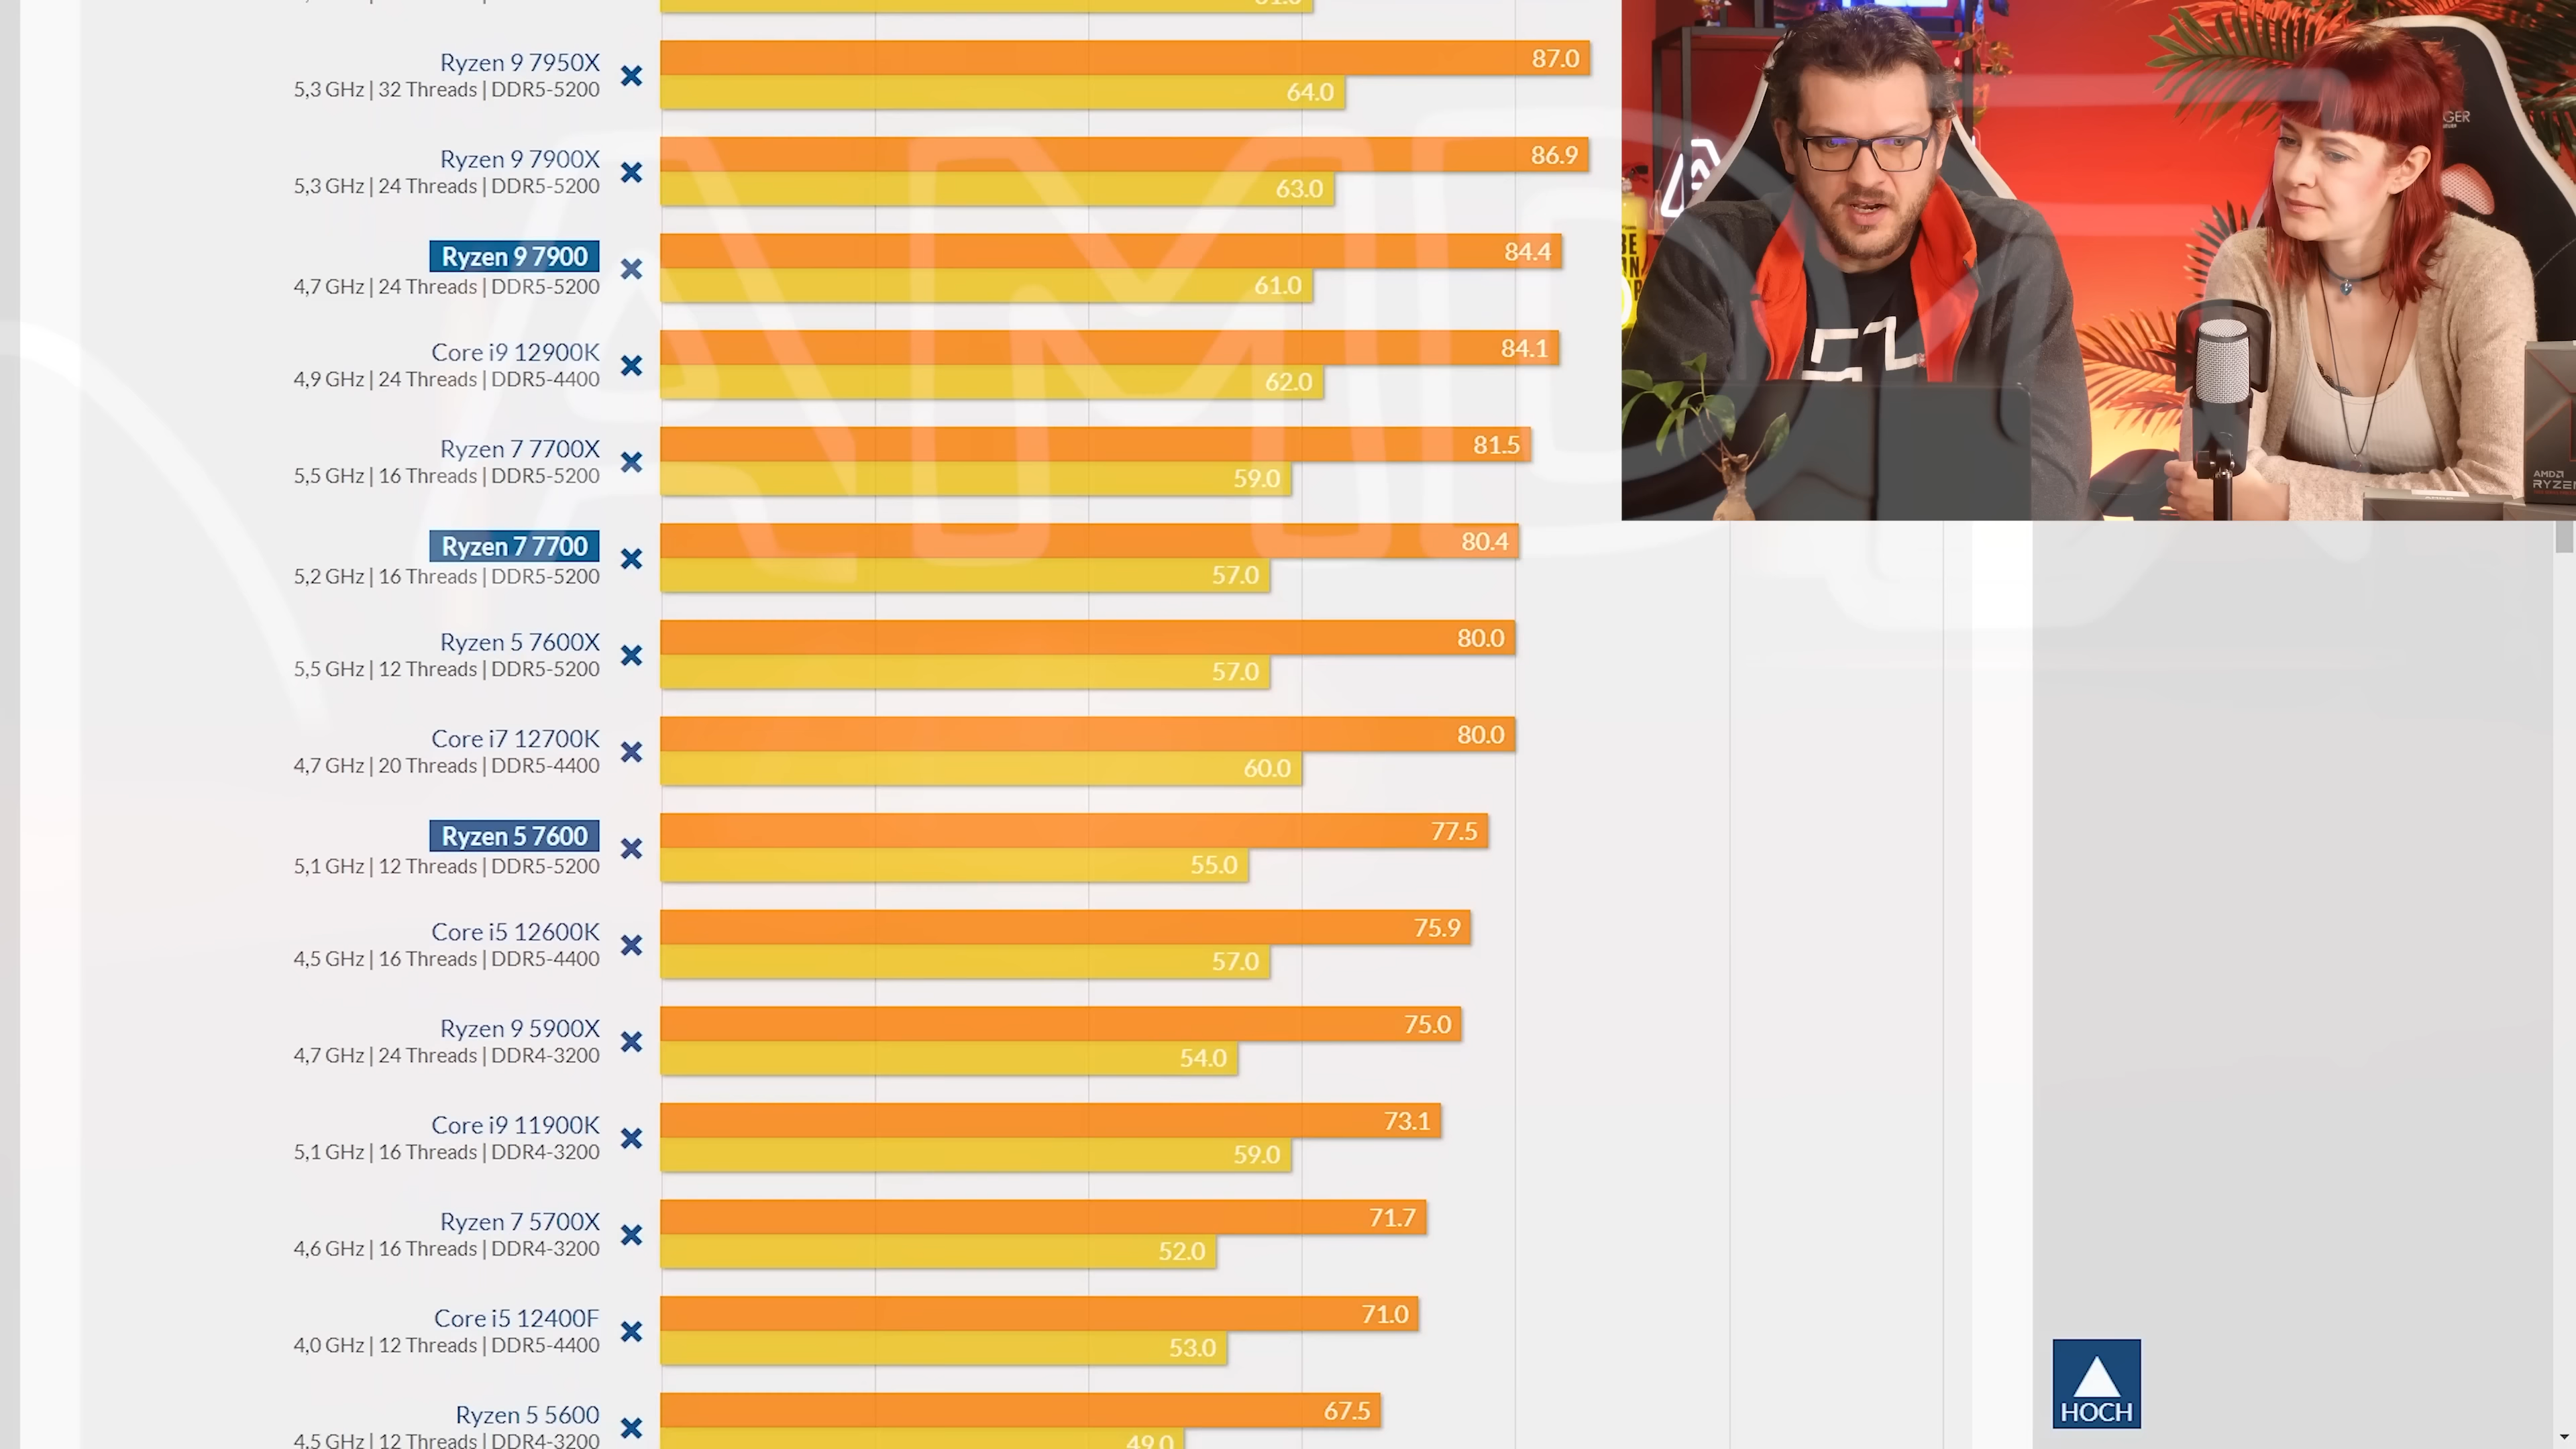 Ryzen 9 7950X
5,3 GHz | 32 Threads | DDR5-5200
87.0
64.0
Ryzen 9 7900X
5,3 GHz | 24 Threads | DDR5-5200
86.9
63.0
Ryzen 9 7900
4,7 GHz | 24 Threads | DDR5-5200
84.4
61.0
Core i9 12900K
4,9 GHz | 24 Threads | DDR5-4400
84.1
62.0
Ryzen 7 7700X
5,5 GHz | 16 Threads | DDR5-5200
81.5
59.0
Ryzen 7 7700
5,2 GHz | 16 Threads | DDR5-5200
80.4
57.0
Ryzen 5 7600X
5,5 GHz | 12 Threads | DDR5-5200
80.0
57.0
Core i7 12700K
4,7 GHz | 20 Threads | DDR5-4400
80.0
60.0
Ryzen 5 7600
5,1 GHz | 12 Threads | DDR5-5200
77.5
55.0
Core i5 12600K
4,5 GHz | 16 Threads | DDR5-4400
75.9
57.0
Ryzen 9 5900X
4,7 GHz | 24 Threads | DDR4-3200
75.0
54.0
Core i9 11900K
5,1 GHz | 16 Threads | DDR4-3200
73.1
59.0
Ryzen 7 5700X
4,6 GHz | 16 Threads | DDR4-3200
71.7
52.0
Core i5 12400F
4,0 GHz | 12 Threads | DDR5-4400
71.0
53.0
Ryzen 5 5600
4,5 GHz | 12 Threads | DDR4-3200
67.5
49.0
AMD
AMD
RYZEN
HOCH